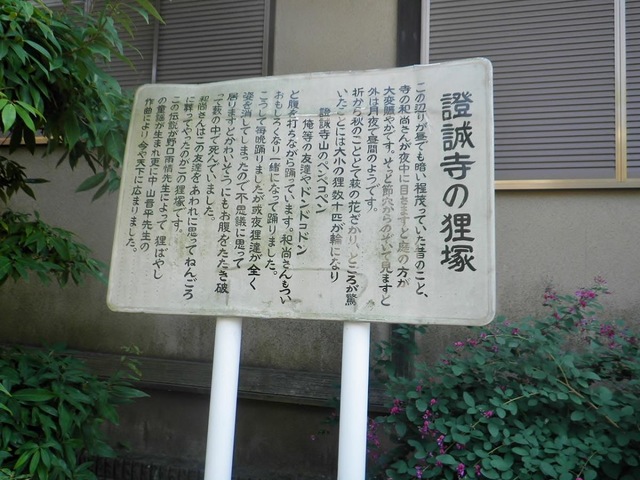 證誠寺の狸塚
この辺りが昼でも暗い程茂っていた昔のこと、
寺の和尚さんが夜中に目をさますと庭の方が
大変賑やかです。そっと節穴からのぞいて見ますと
外は月夜で昼間のようです。
折から秋のこととて萩の花ざかり、ところが驚
いたことには大小の狸数十匹が輪になり
證誠寺山のペンペコペン
俺等の友達ァドンドコドン
と腹を打ちながら踊っています。和尚さんもつい
おもしろくなり一緒になって踊りました。
こうして毎晩踊りましたが或夜狸達が全く
姿を消してしまったので不思議に思って
居りますとかわいそうにもお腹をたたき破
って萩の中で死んでいました。
和尚さんはこの友達をあわれに思ってねんごろ
に葬ってやったのがこの狸塚です。
この伝説が野口雨情先生によって狸ばやし
の童謡が生まれ更に中山晋平先生の
作曲により今や天下に広まりました。